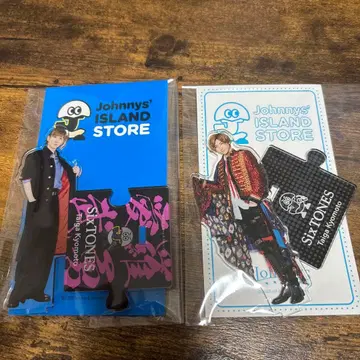 Johnnys'
ISLAND
STORE
SixTONES
Taiga Kyomoto
Johnnys'
ISLAND
STORE
SixTONES
Taiga Kyomoto